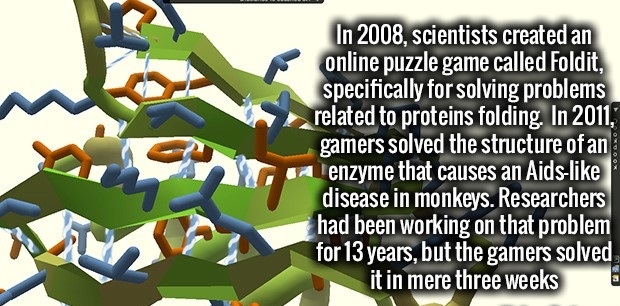 In 2008, scientists created an
online puzzle game called Foldit,
specifically for solving problems
related to proteins folding. In 2011,
gamers solved the structure of an
enzyme that causes an Aids-like
disease in monkeys. Researchers
had been working on that problem
for 13 years, but the gamers solved
it in mere three weeks